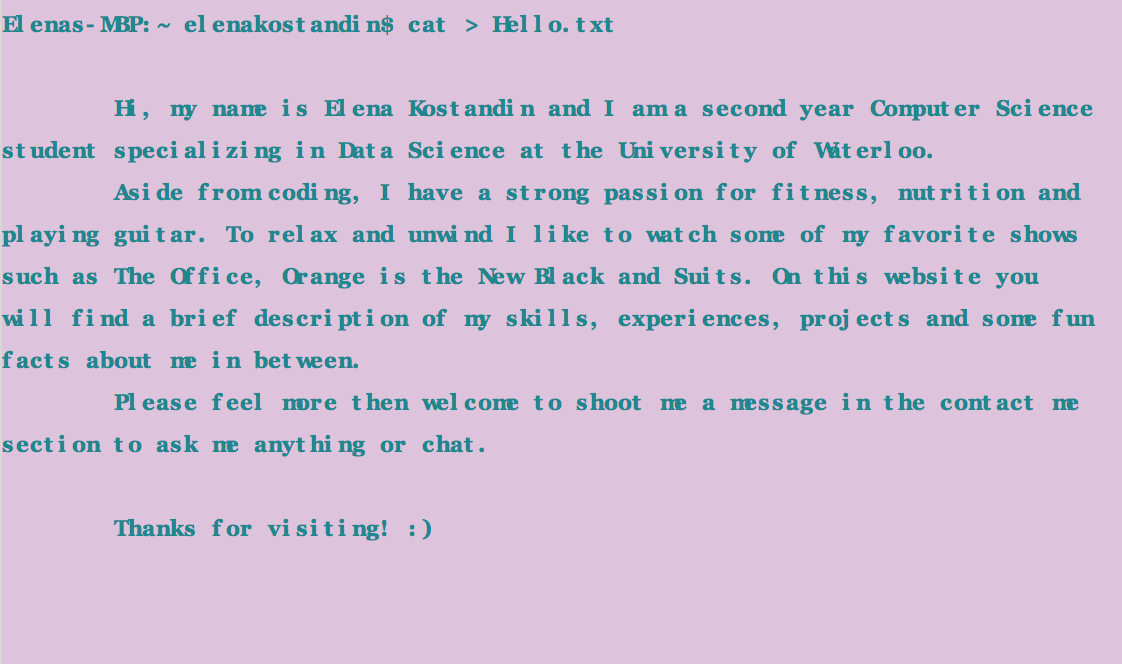 Elenas-MBP:~ elenakostandin$ cat > Hello.txt
Hi, my name is Elena Kostandin and I am a second year Computer Science
student specializing in Data Science at the University of Waterloo.
Aside from coding, I have a strong passion for fitness, nutrition and
playing guitar. To relax and unwind I like to watch some of my favorite shows
such as The Office, Orange is the New Black and Suits. On this website you
will find a brief description of my skills, experiences, projects and some fun
facts about me in between.
Please feel more then welcome to shoot me a message in the contact me
section to ask me anything or chat.
Thanks for visiting! :)